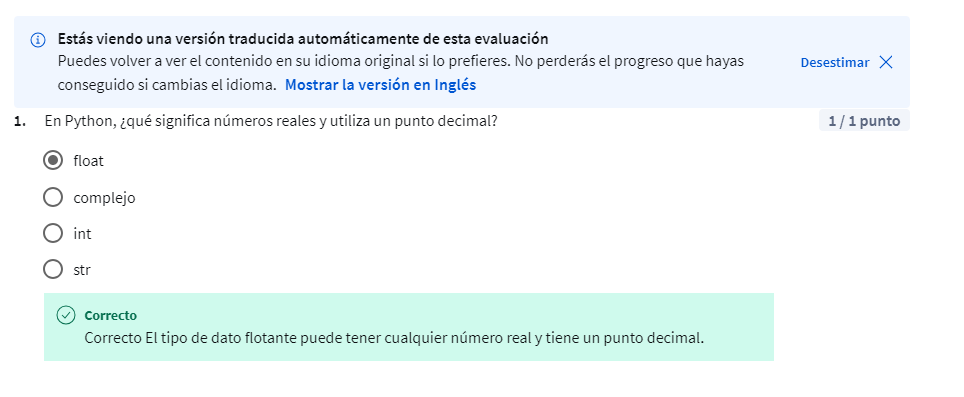 Estás viendo una versión traducida automáticamente de esta evaluación
Puedes volver a ver el contenido en su idioma original si lo prefieres. No perderás el progreso que hayas
conseguido si cambias el idioma. Mostrar la versión en Inglés
Desestimar
1. En Python, ¿qué significa números reales y utiliza un punto decimal?
1 / 1 punto
float
complejo
int
str
Correcto
Correcto El tipo de dato flotante puede tener cualquier número real y tiene un punto decimal.